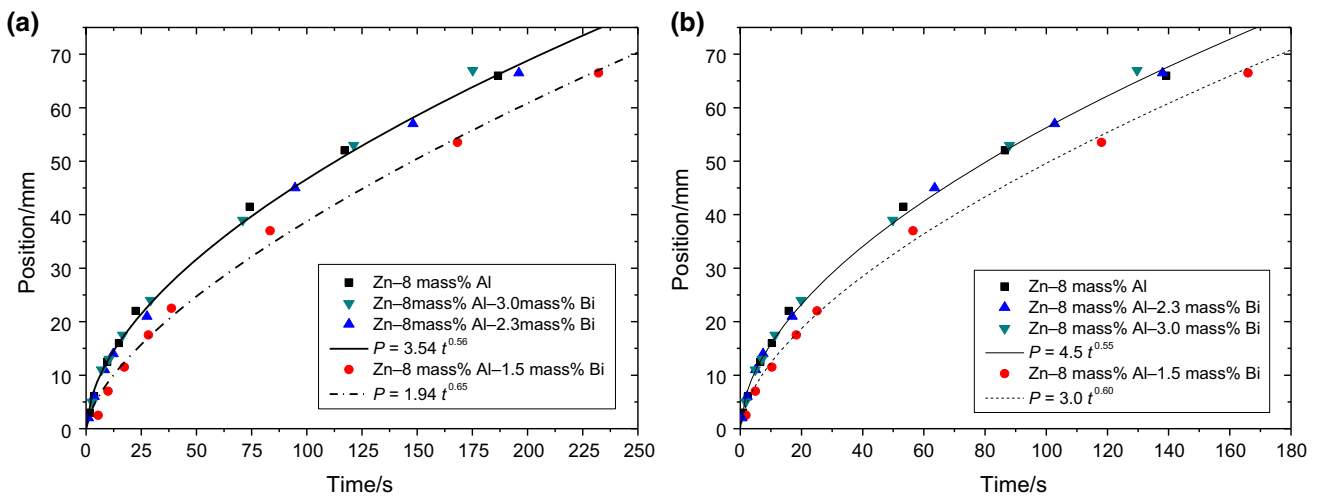 (a)
Position/mm
70
60
50
40
30
20
10
0
0 25 50 75 100 125 150 175 200 225 250
Time/s
Zn–8 mass% Al
Zn–8mass% Al–3.0mass% Bi
Zn–8mass% Al–2.3mass% Bi
P = 3.54 t^0.56
Zn–8 mass% Al–1.5 mass% Bi
P = 1.94 t^0.65
(b)
Position/mm
70
60
50
40
30
20
10
0
0 20 40 60 80 100 120 140 160 180
Time/s
Zn–8 mass% Al
Zn–8 mass% Al–2.3 mass% Bi
Zn–8 mass% Al–3.0 mass% Bi
P = 4.5 t^0.55
Zn–8 mass% Al–1.5 mass% Bi
P = 3.0 t^0.60